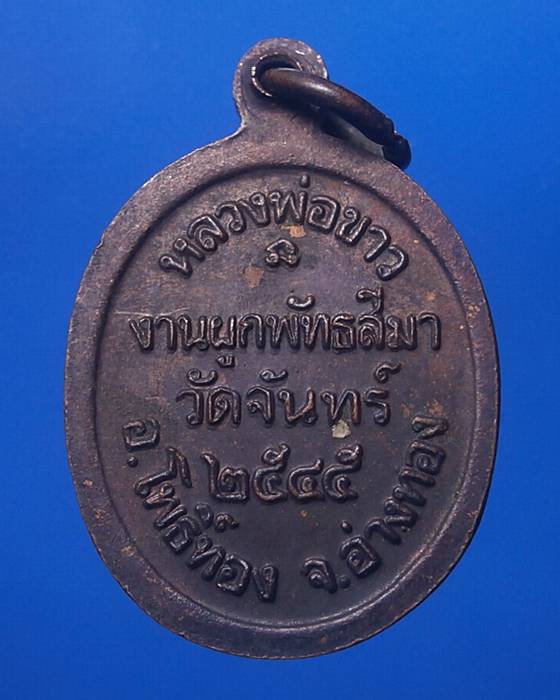 หลวงพ่อขาว
งานผูกพัทธสีมา
วัดจันทร์
๒๕๔๕
อ.โพธิ์ทอง จ.อ่างทอง